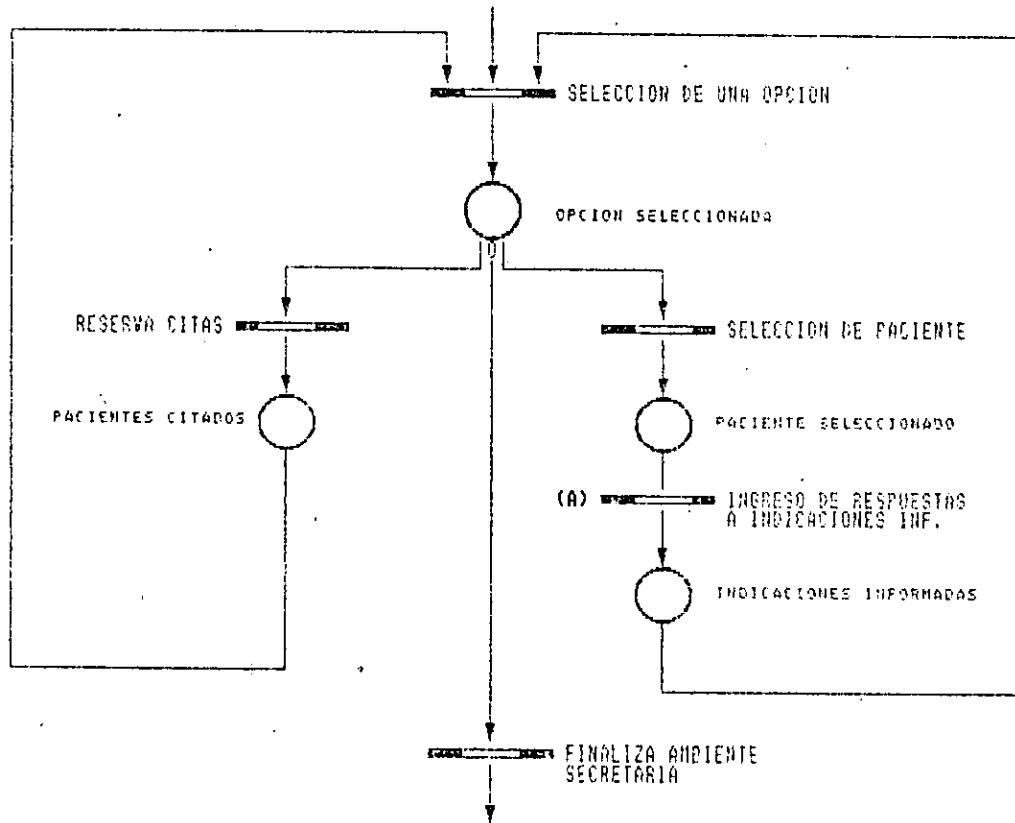 SELECCION DE UNA OPCION
OPCION SELECCIONADA
RESERVA CITAS
SELECCION DE PACIENTE
PACIENTES CITADOS
PACIENTE SELECCIONADO
(A) INGRESO DE RESPUESTAS
A INDICACIONES INF.
INDICACIONES INFORMADAS
FINALIZA AMBIENTE
SECRETARIA